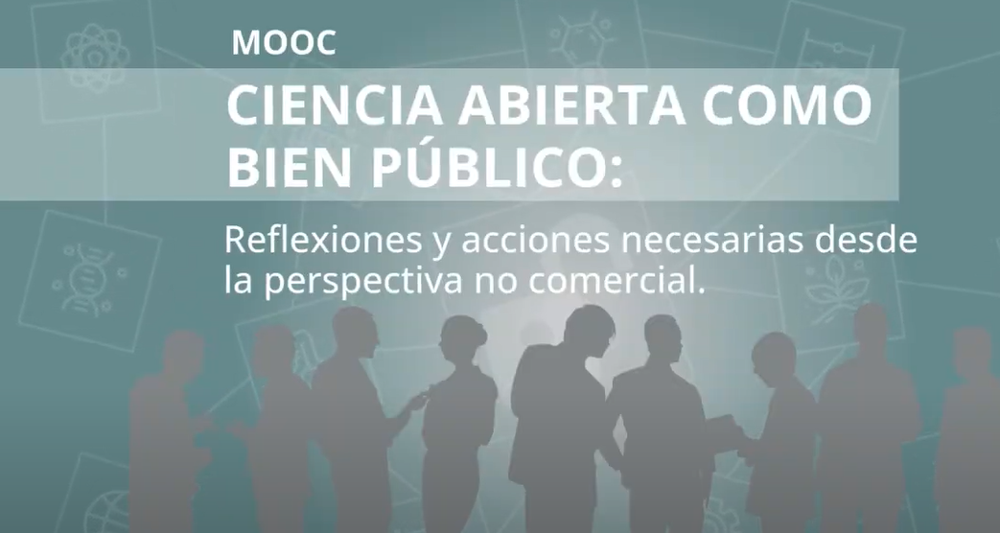 MOOC
CIENCIA ABIERTA COMO
BIEN PÚBLICO:
Reflexiones y acciones necesarias desde
la perspectiva no comercial.